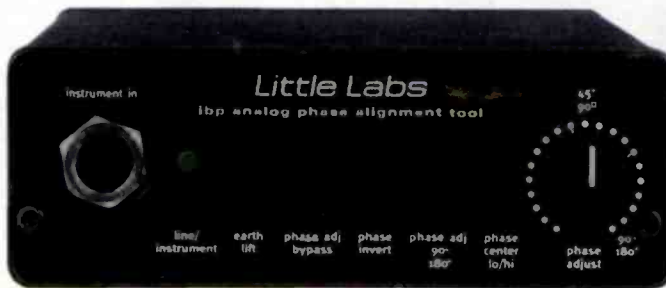 instrument in
Little Labs
ibp analog phase alignment tool
45°
90°
line/
instrument
earth
lift
phase adj
bypass
phase
invert
phase adj
90°
180°
phase
center
lo/hi
phase
adjust
90°
180°